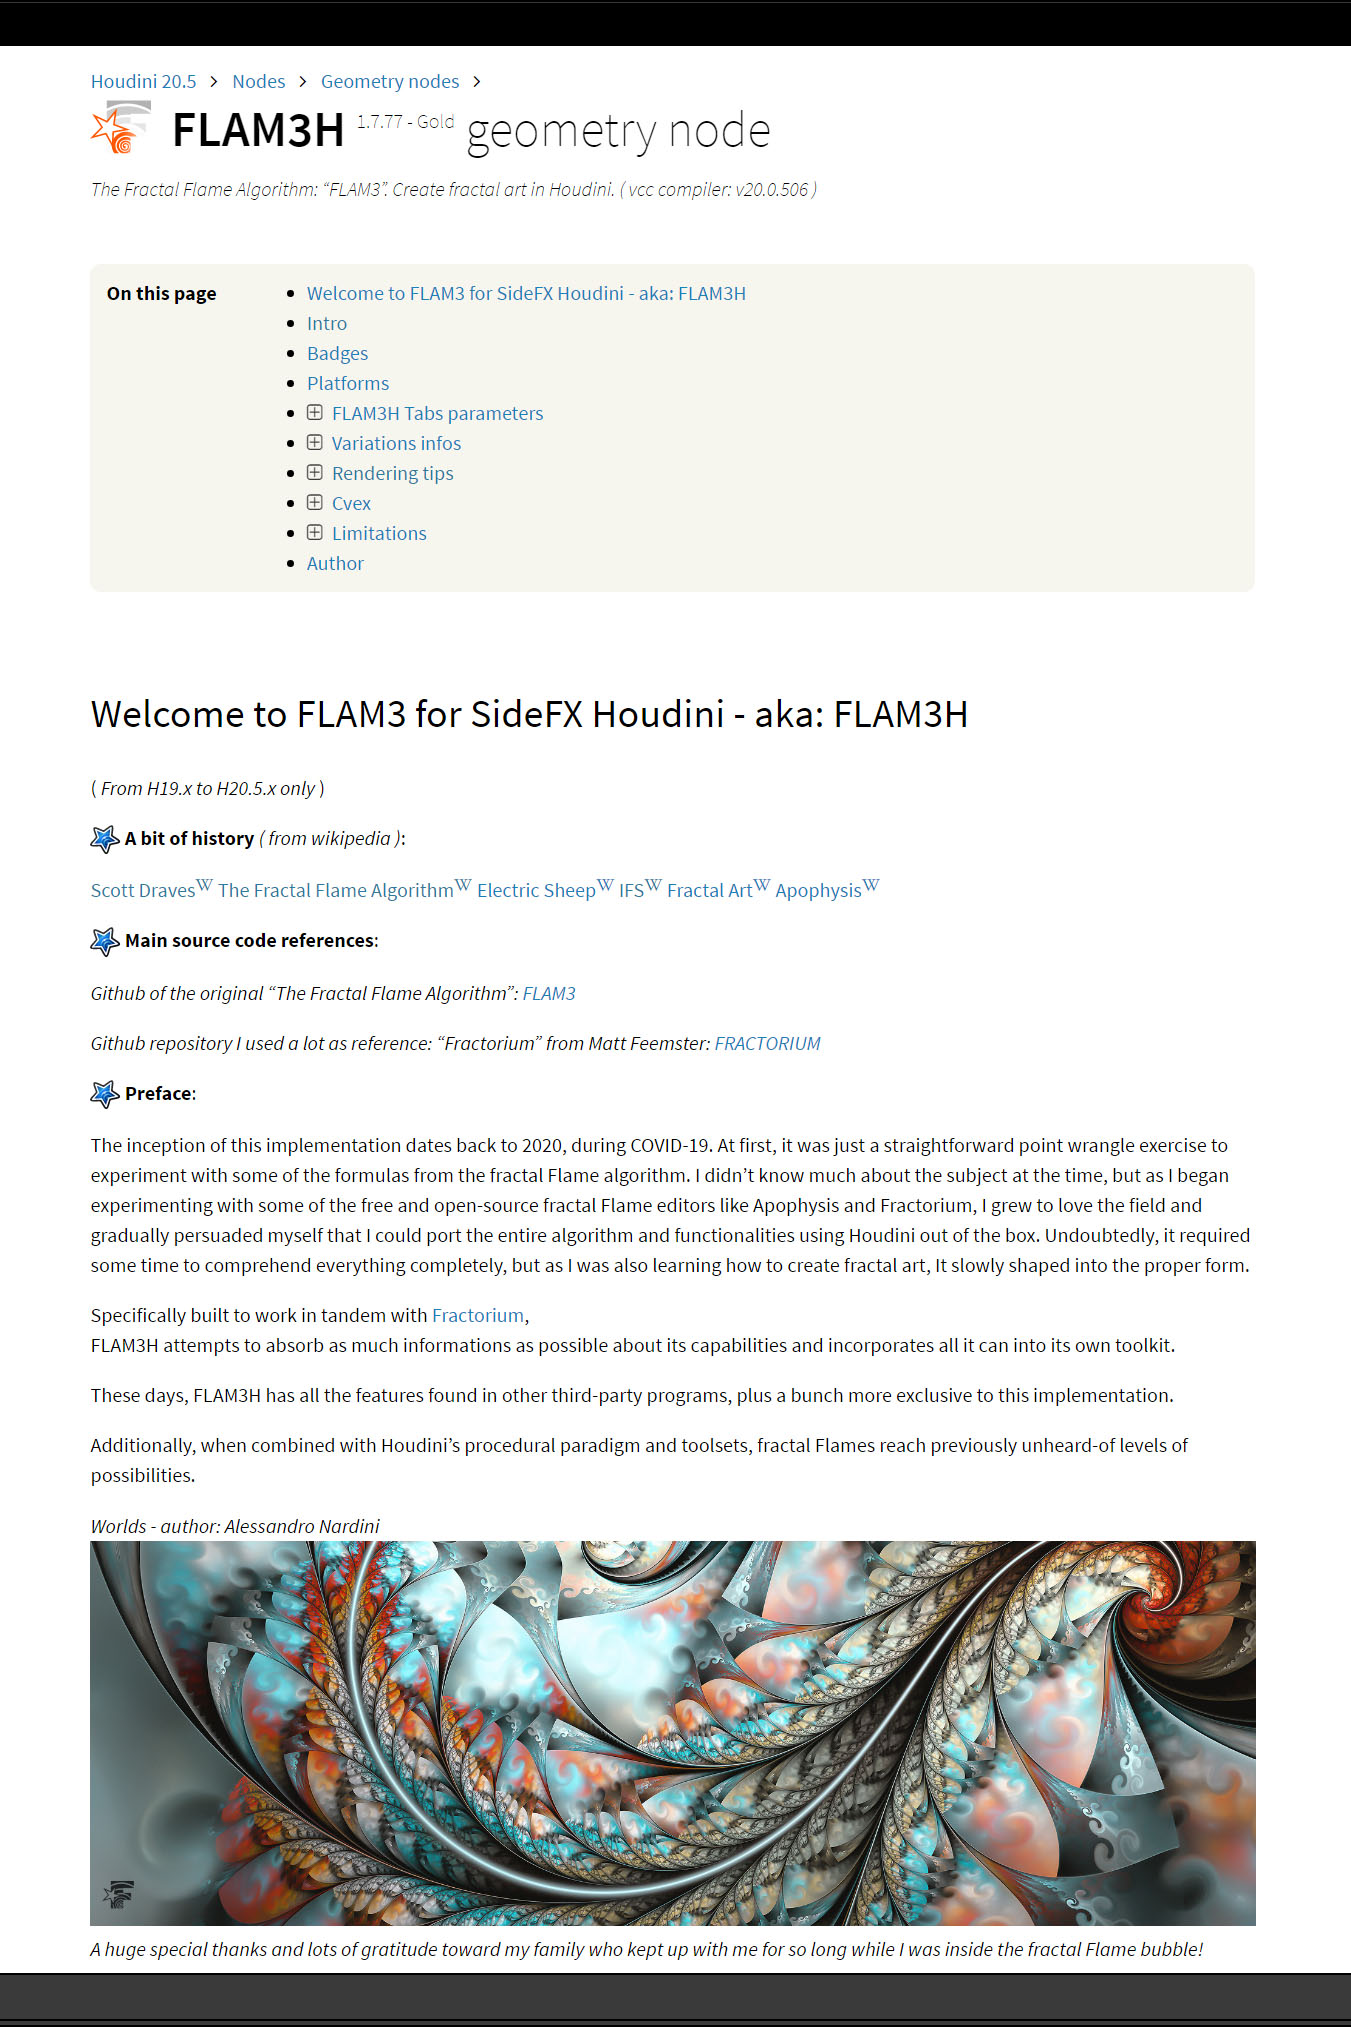 Houdini 20.5 > Nodes > Geometry nodes >
FLAM3H 1.7.77 - Gold geometry node
The Fractal Flame Algorithm: “FLAM3”. Create fractal art in Houdini. ( vcc compiler: v20.0.506 )
On this page
Welcome to FLAM3 for SideFX Houdini - aka: FLAM3H
Intro
Badges
Platforms
FLAM3H Tabs parameters
Variations infos
Rendering tips
Cvex
Limitations
Author
Welcome to FLAM3 for SideFX Houdini - aka: FLAM3H
( From H19.x to H20.5.x only )
A bit of history ( from wikipedia ):
Scott Draves W The Fractal Flame Algorithm W Electric Sheep W IFS W Fractal Art W Apophysis W
Main source code references:
Github of the original “The Fractal Flame Algorithm”: FLAM3
Github repository I used a lot as reference: “Fractorium” from Matt Feemster: FRACTORIUM
Preface:
The inception of this implementation dates back to 2020, during COVID-19. At first, it was just a straightforward point wrangle exercise to
experiment with some of the formulas from the fractal Flame algorithm. I didn’t know much about the subject at the time, but as I began
experimenting with some of the free and open-source fractal Flame editors like Apophysis and Fractorium, I grew to love the field and
gradually persuaded myself that I could port the entire algorithm and functionalities using Houdini out of the box. Undoubtedly, it required
some time to comprehend everything completely, but as I was also learning how to create fractal art, It slowly shaped into the proper form.
Specifically built to work in tandem with Fractorium,
FLAM3H attempts to absorb as much informations as possible about its capabilities and incorporates all it can into its own toolkit.
These days, FLAM3H has all the features found in other third-party programs, plus a bunch more exclusive to this implementation.
Additionally, when combined with Houdini’s procedural paradigm and toolsets, fractal Flames reach previously unheard-of levels of
possibilities.
Worlds - author: Alessandro Nardini
A huge special thanks and lots of gratitude toward my family who kept up with me for so long while I was inside the fractal Flame bubble!